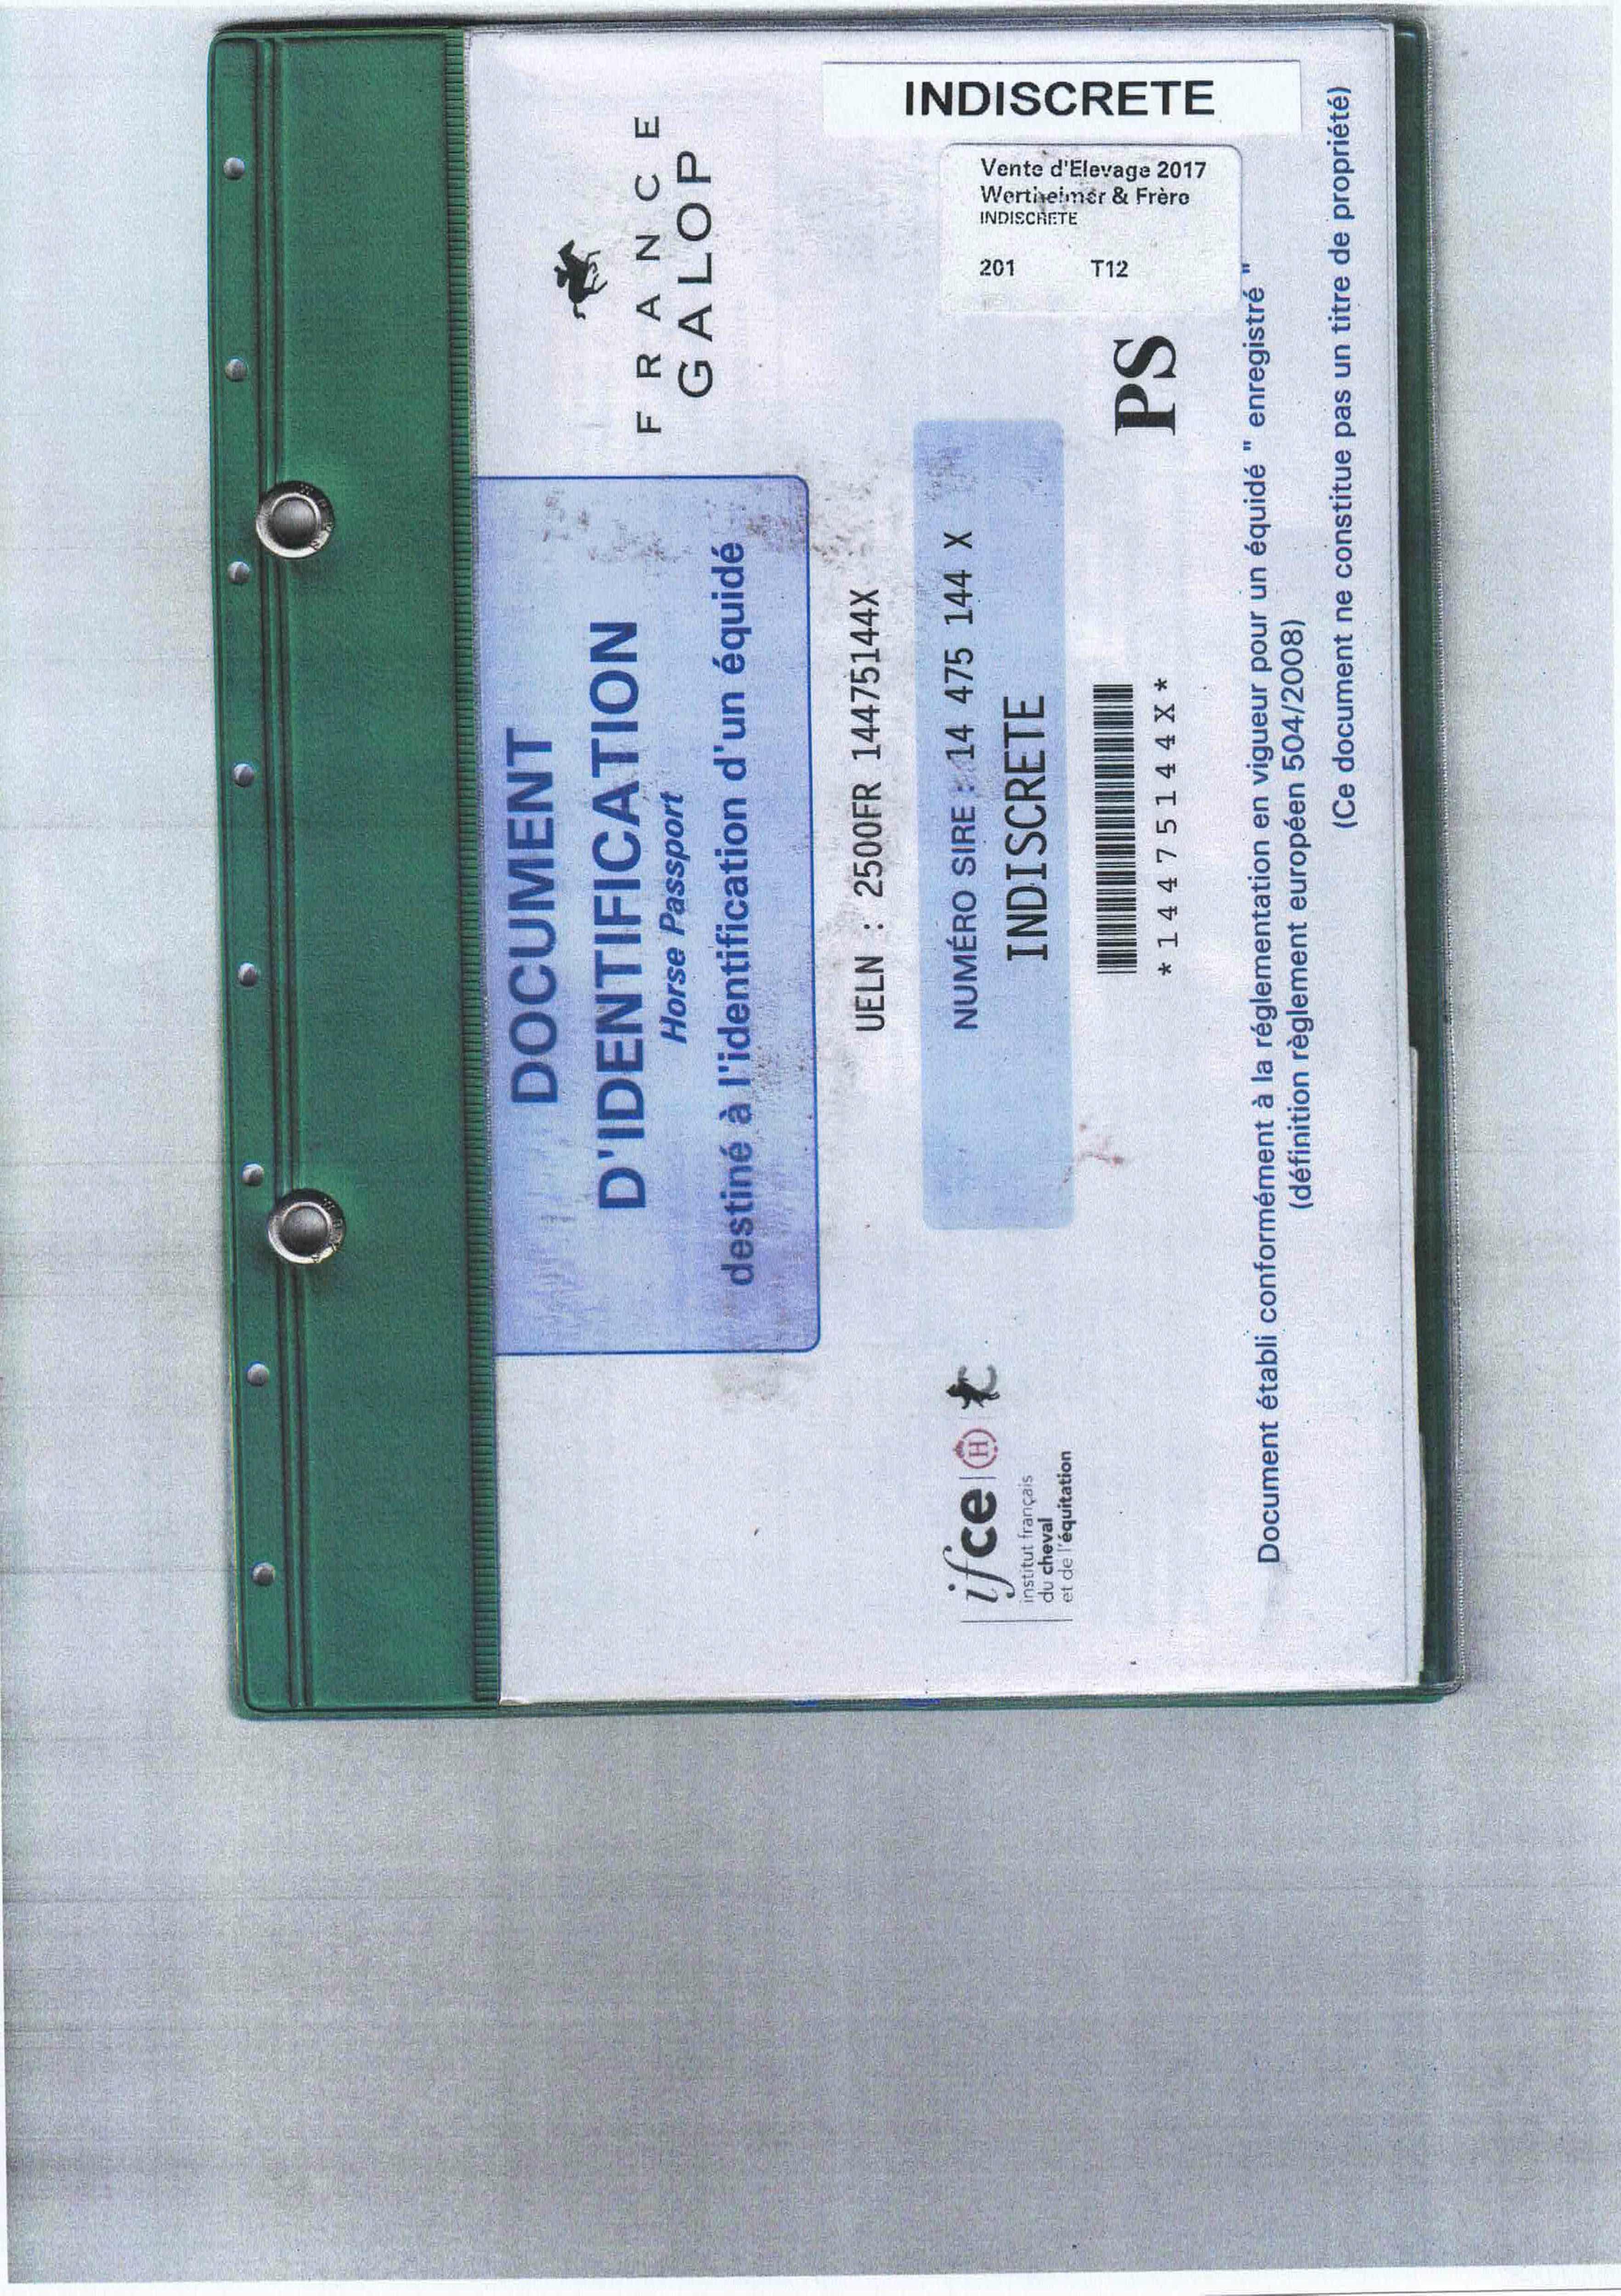 DOCUMENT
D'IDENTIFICATION
Horse Passport
destiné à l'identification d'un équidé
FRANCE
GALOP
UELN : 2500FR 14475144X
NUMÉRO SIRE : 14 475 144 X
INDISCRETE
*14475144X*
PS
ifce
institut français
du cheval
et de l'équitation
INDISCRETE
Vente d'Elevage 2017
Wertheimer & Frère
INDISCRETE
201 T12
Document établi conformément à la réglementation en vigueur pour un équidé " enregistré "
(définition règlement européen 504/2008)
(Ce document ne constitue pas un titre de propriété)